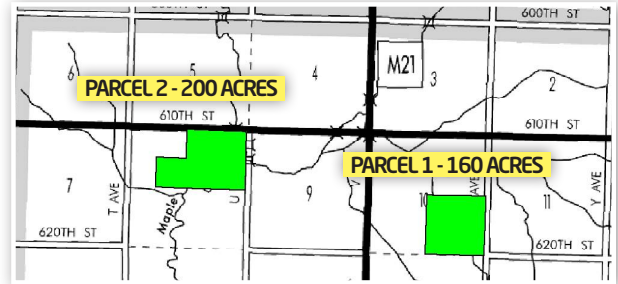 600TH ST
6
5
4
M21
3
2
PARCEL 2 - 200 ACRES
610TH ST
610TH ST
PARCEL 1 - 160 ACRES
7
T AVE
Maple
U
9
10
AVE
11
Y AVE
620TH ST
620TH ST